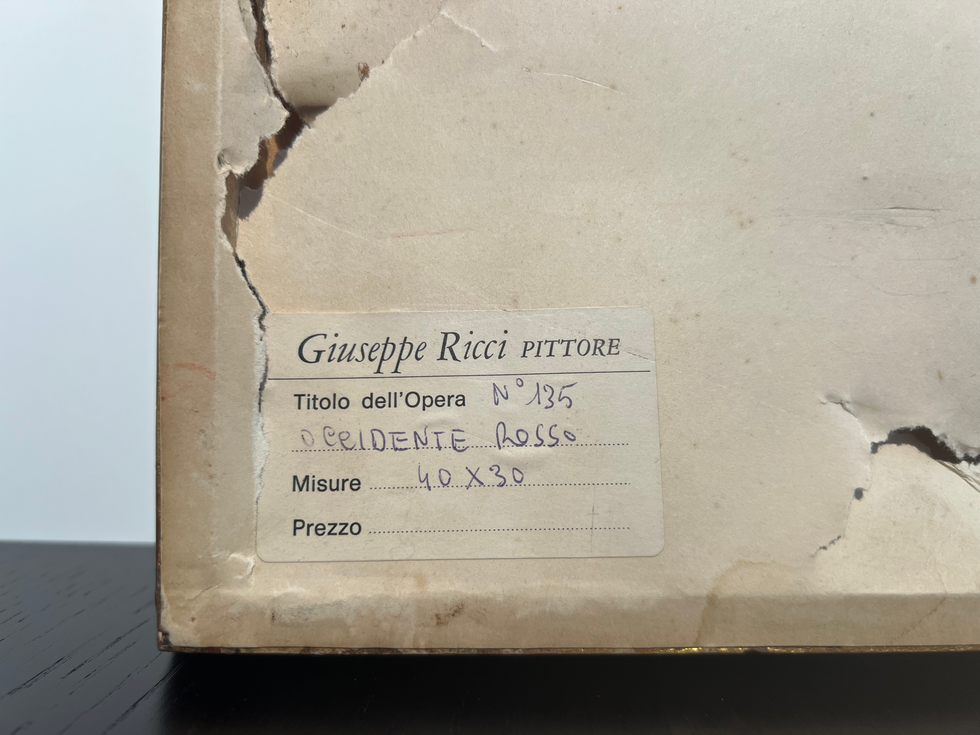 Giuseppe Ricci PITTORE
Titolo dell'Opera N° 135
OCCIDENTE ROSSO
Misure 40 X 30
Prezzo